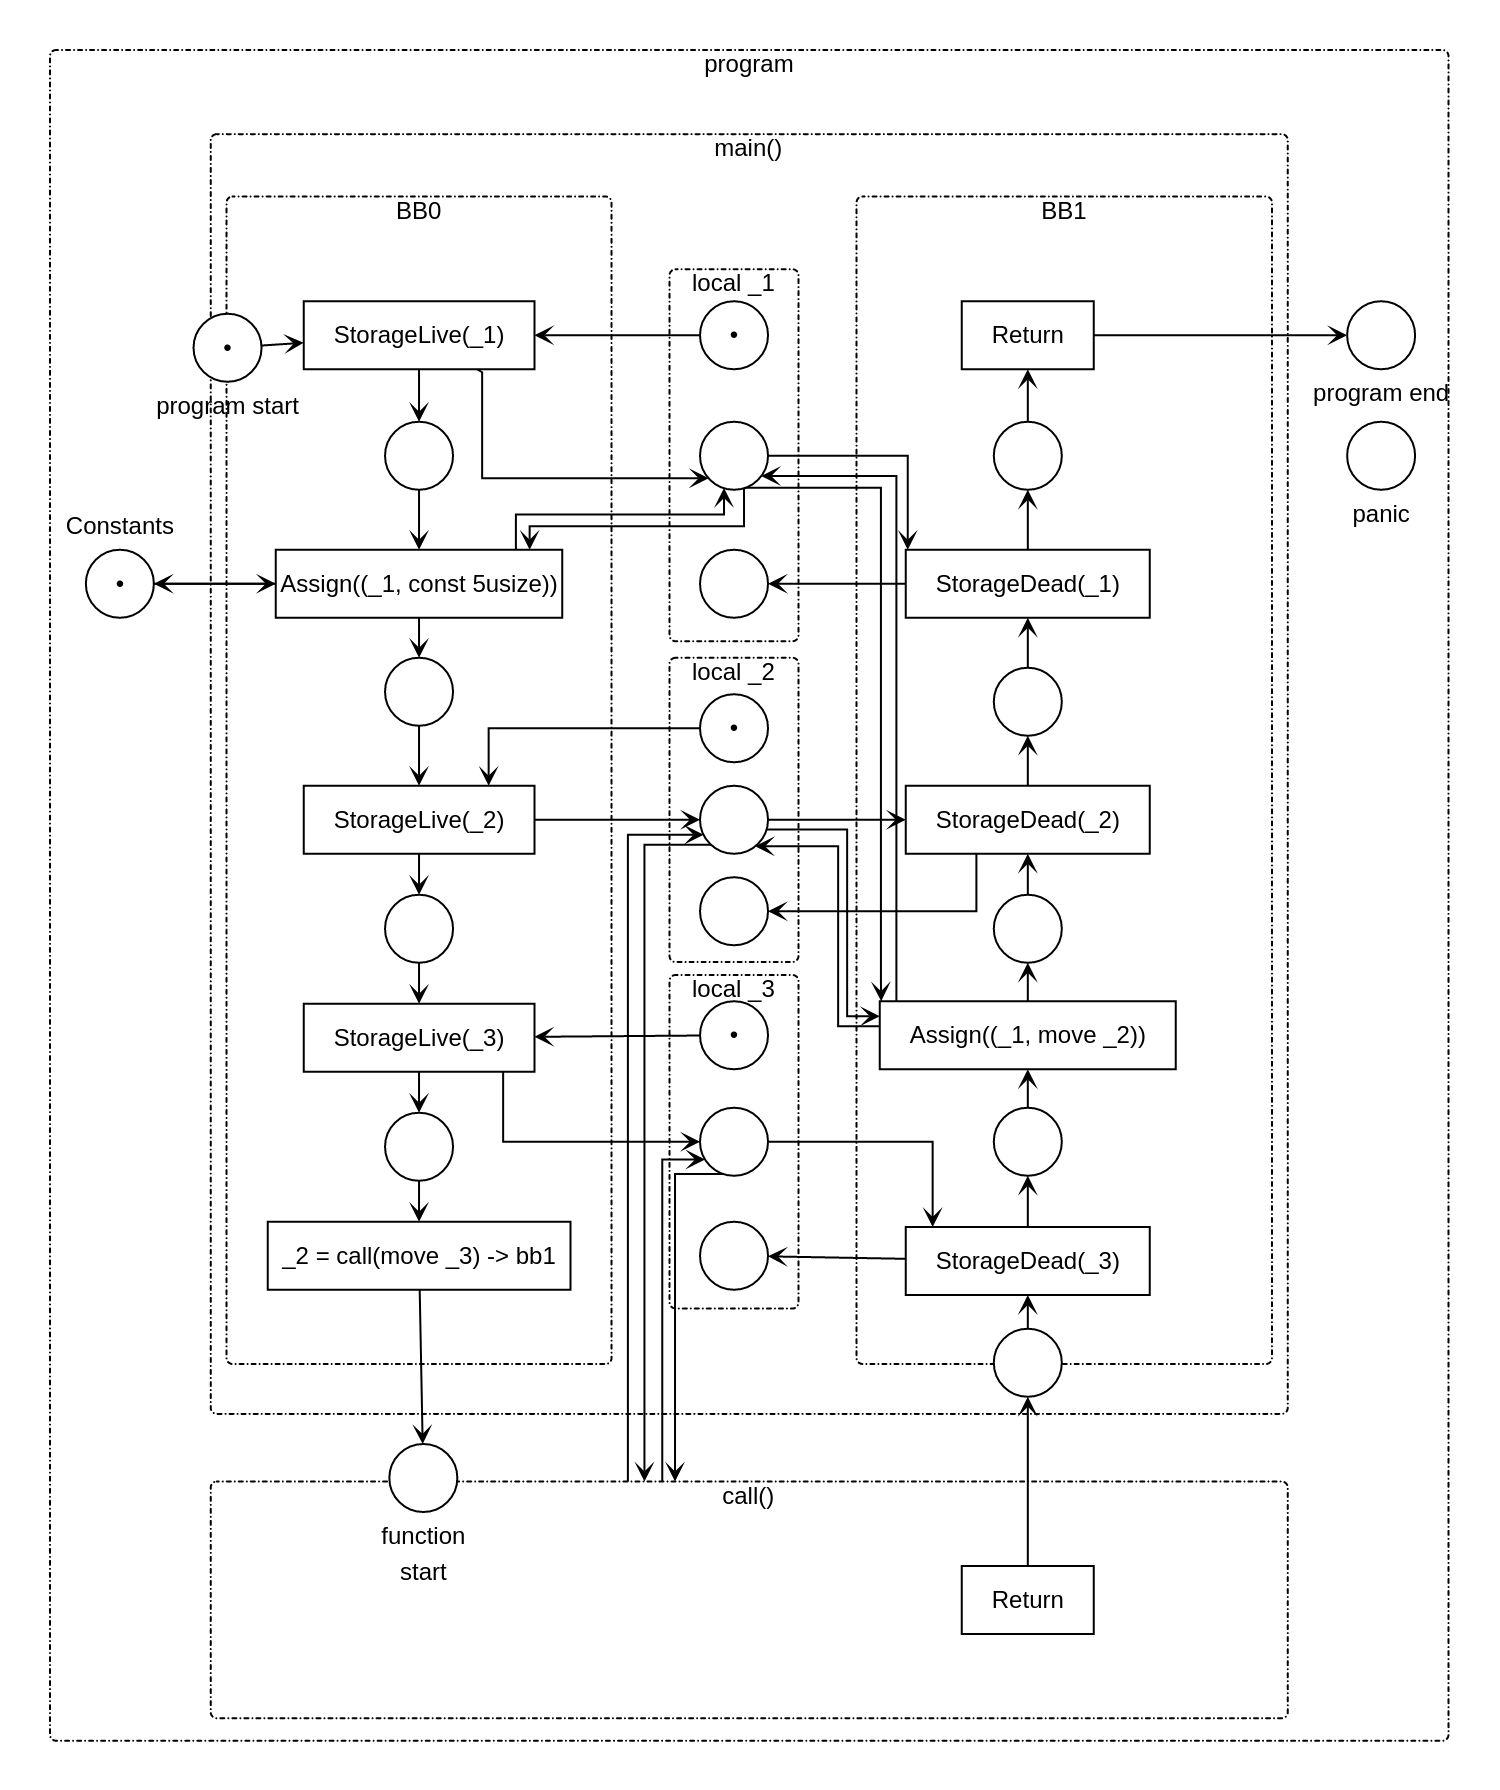 program
main()
BB0
BB1
local _1
StorageLive(_1)
Return
program start
program end
panic
Constants
Assign((_1, const 5usize))
StorageDead(_1)
local _2
StorageLive(_2)
StorageDead(_2)
local _3
StorageLive(_3)
Assign((_1, move _2))
_2 = call(move _3) -> bb1
StorageDead(_3)
call()
function
start
Return